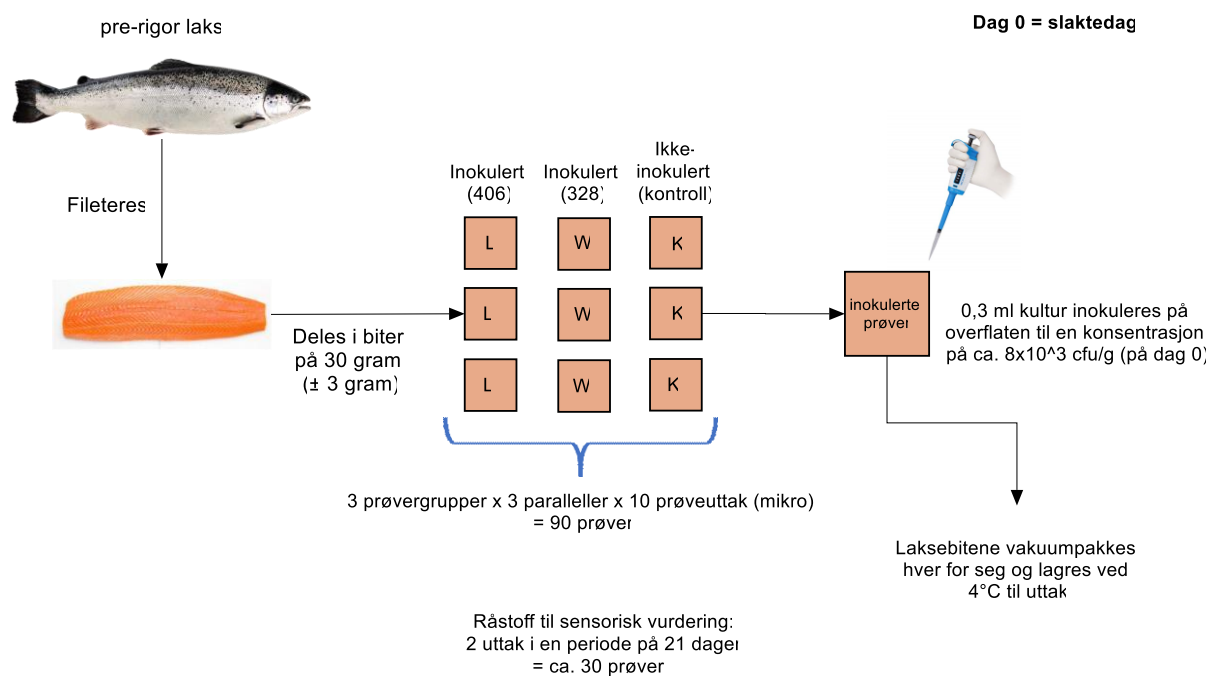 pre-rigor laks
Dag 0 = slaktedag
Fileteres
Deles i biter
på 30 gram
(± 3 gram)
Inokulert
(406)
Inokulert
(328)
Ikke-
inokulert
(kontroll)
L
W
K
L
W
K
L
W
K
3 prøvergrupper x 3 paralleller x 10 prøveuttak (mikro)
= 90 prøver
Råstoff til sensorisk vurdering:
2 uttak i en periode på 21 dager
= ca. 30 prøver
inokulerte
prøver
0,3 ml kultur inokuleres på
overflaten til en konsentrasjon
på ca. 8x10^3 cfu/g (på dag 0)
Laksebitene vakuumpakkes
hver for seg og lagres ved
4°C til uttak